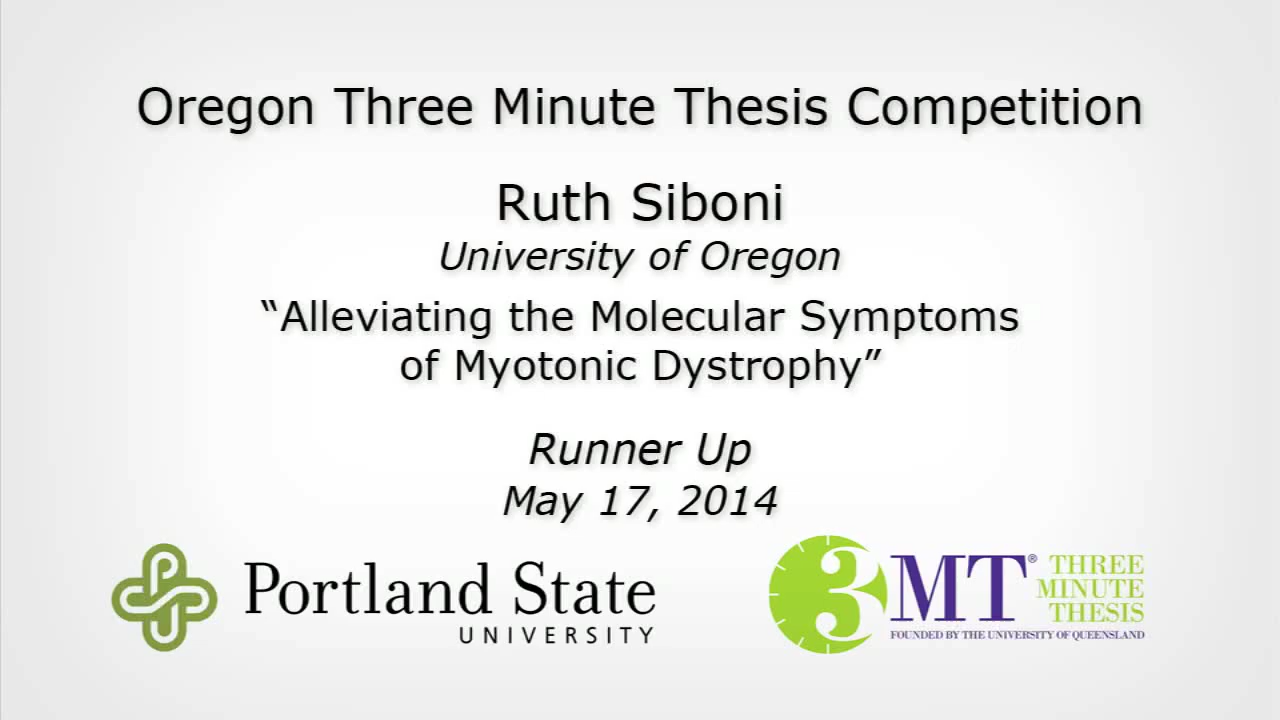 Oregon Three Minute Thesis Competition
Ruth Siboni
University of Oregon
“Alleviating the Molecular Symptoms
of Myotonic Dystrophy”
Runner Up
May 17, 2014
Portland State
UNIVERSITY
3MT® THREE
MINUTE
THESIS
FOUNDED BY THE UNIVERSITY OF QUEENSLAND